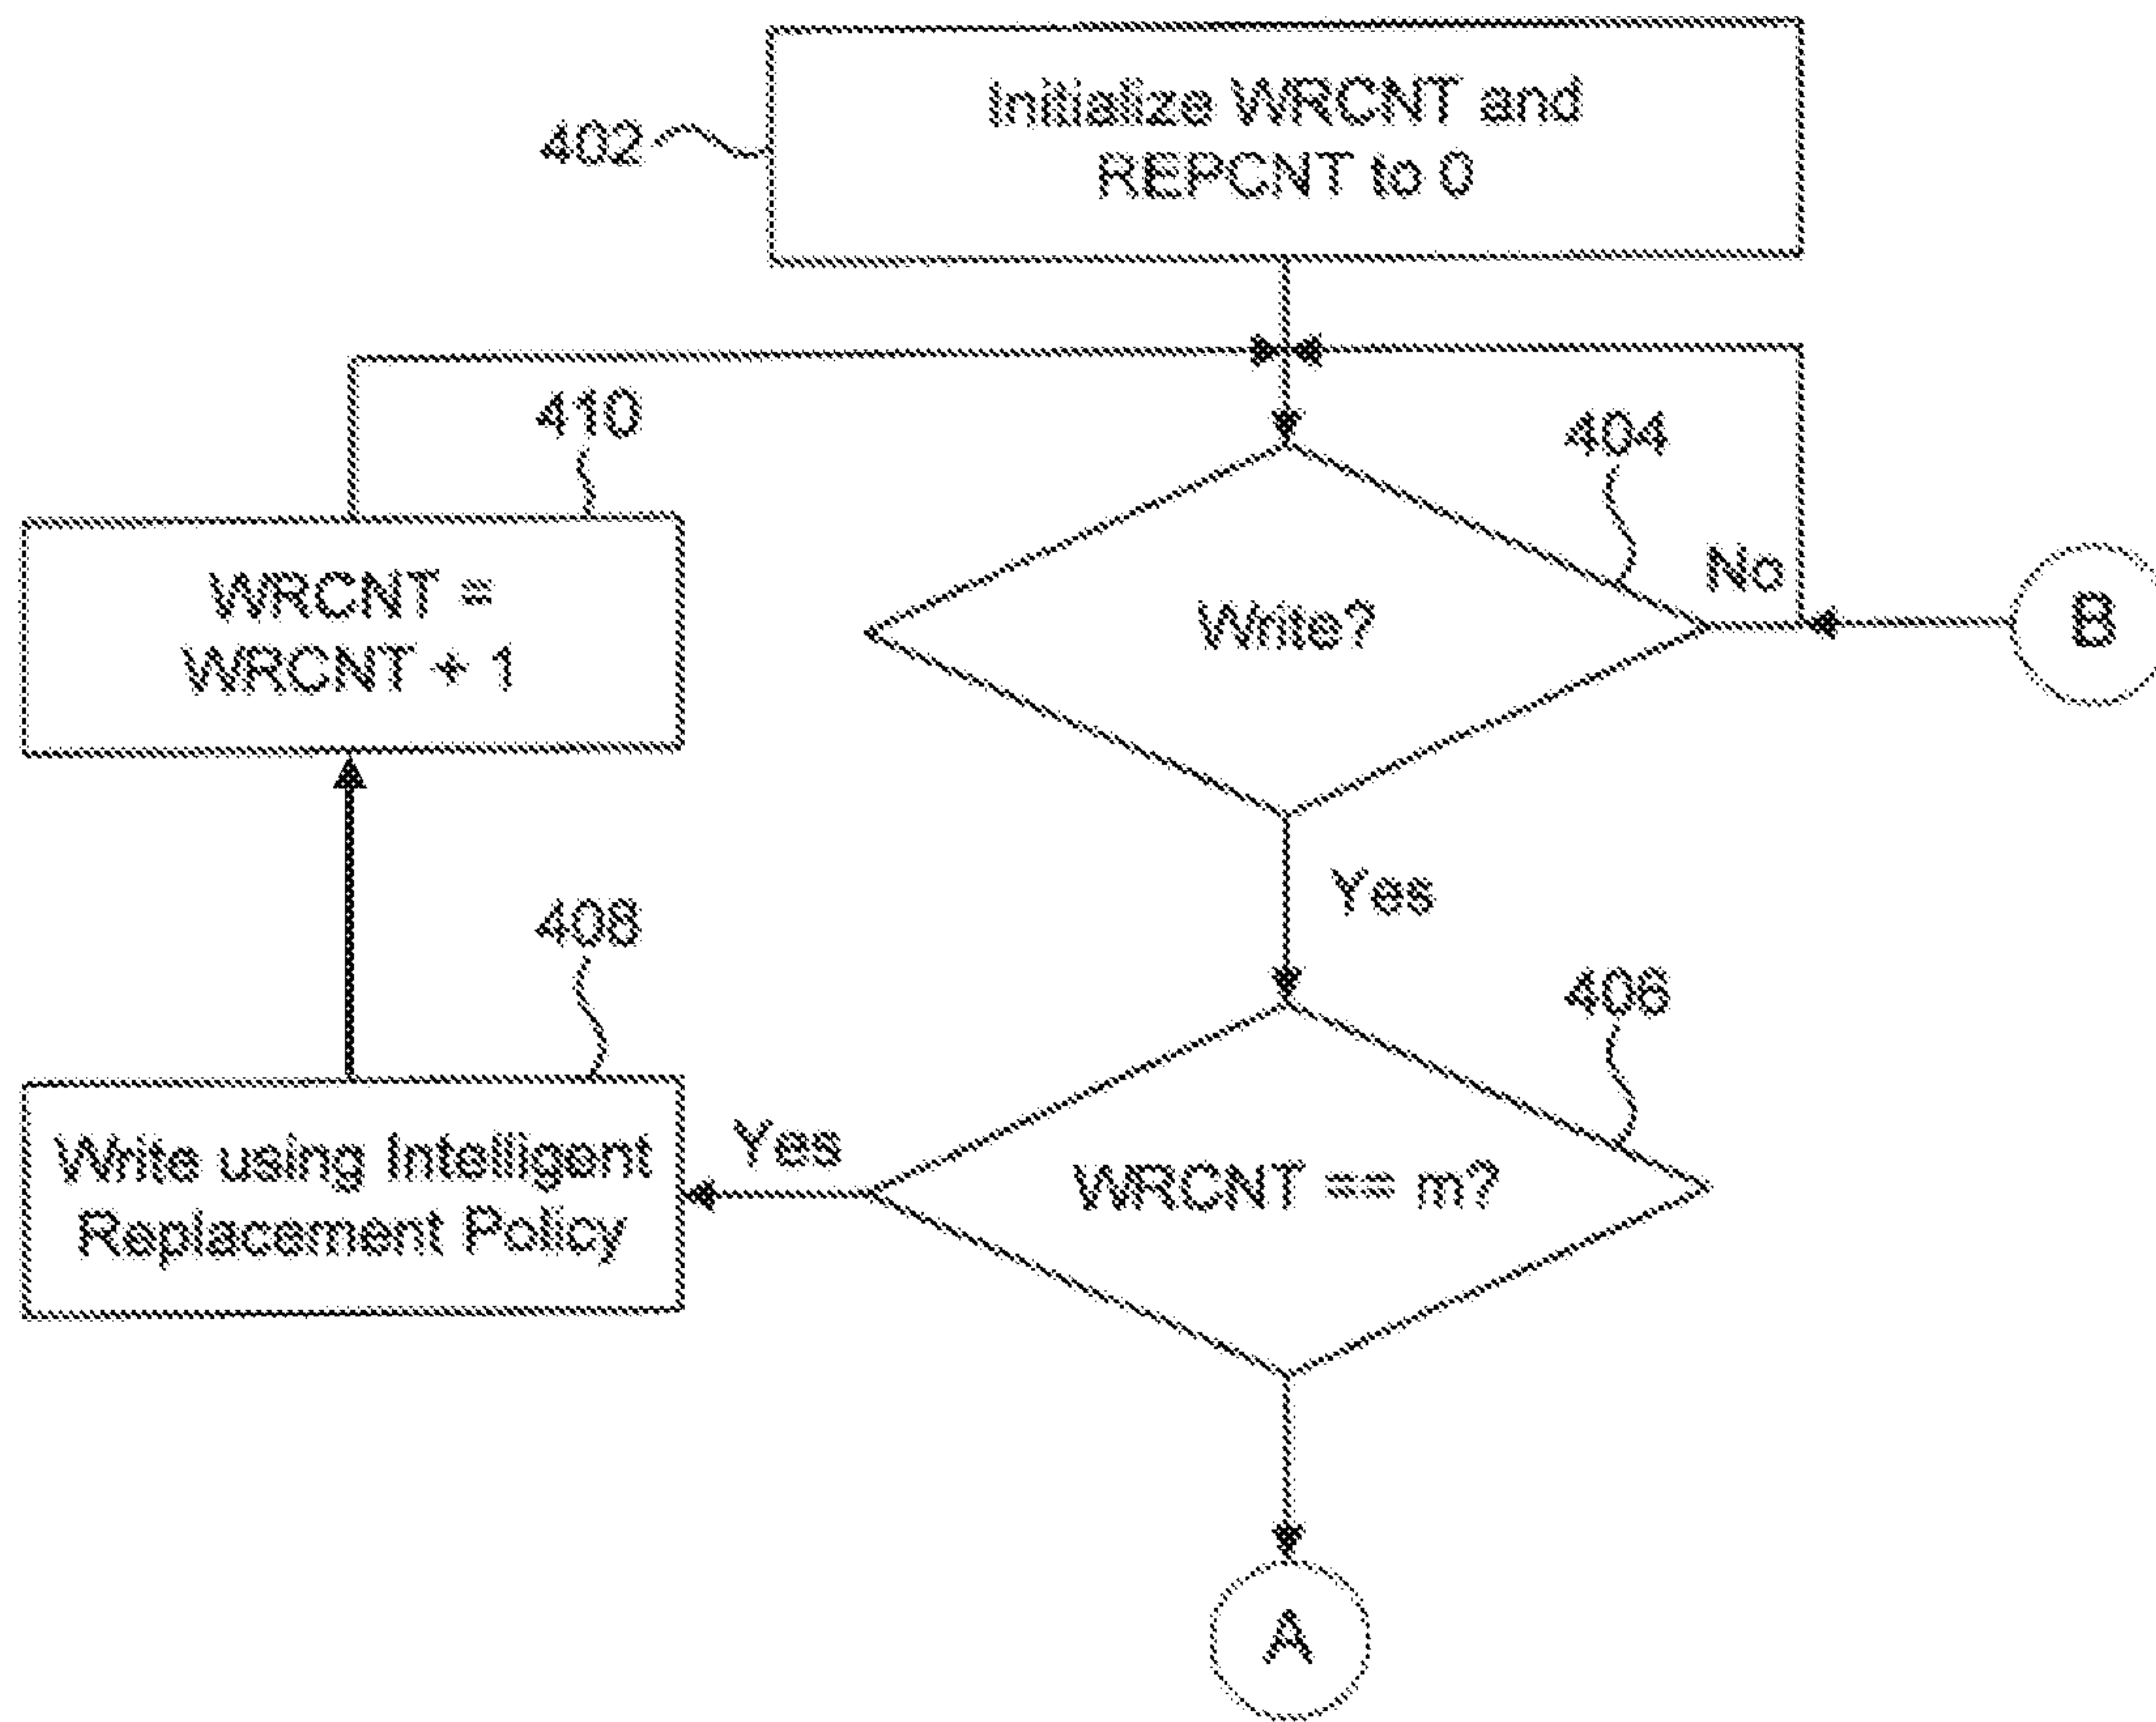 Initialize WRCNT and
REPCNT to 0
402
410
404
WRCNT =
WRCNT + 1
Write?
No
B
Yes
408
406
Write using Intelligent
Replacement Policy
Yes
WRCNT == m?
A